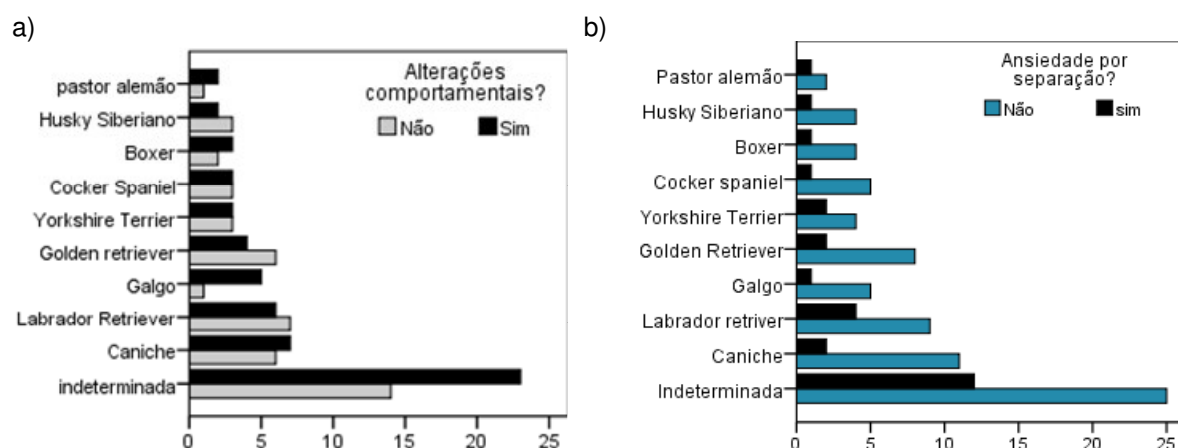 a)
Alterações
comportamentais?
Não Sim
pastor alemão
Husky Siberiano
Boxer
Cocker Spaniel
Yorkshire Terrier
Golden retriever
Galgo
Labrador Retriever
Caniche
indeterminada
0 5 10 15 20 25
b)
Ansiedade por
separação?
Não sim
Pastor alemão
Husky Siberiano
Boxer
Cocker spaniel
Yorkshire Terrier
Golden Retriever
Galgo
Labrador retriver
Caniche
Indeterminada
0 5 10 15 20 25